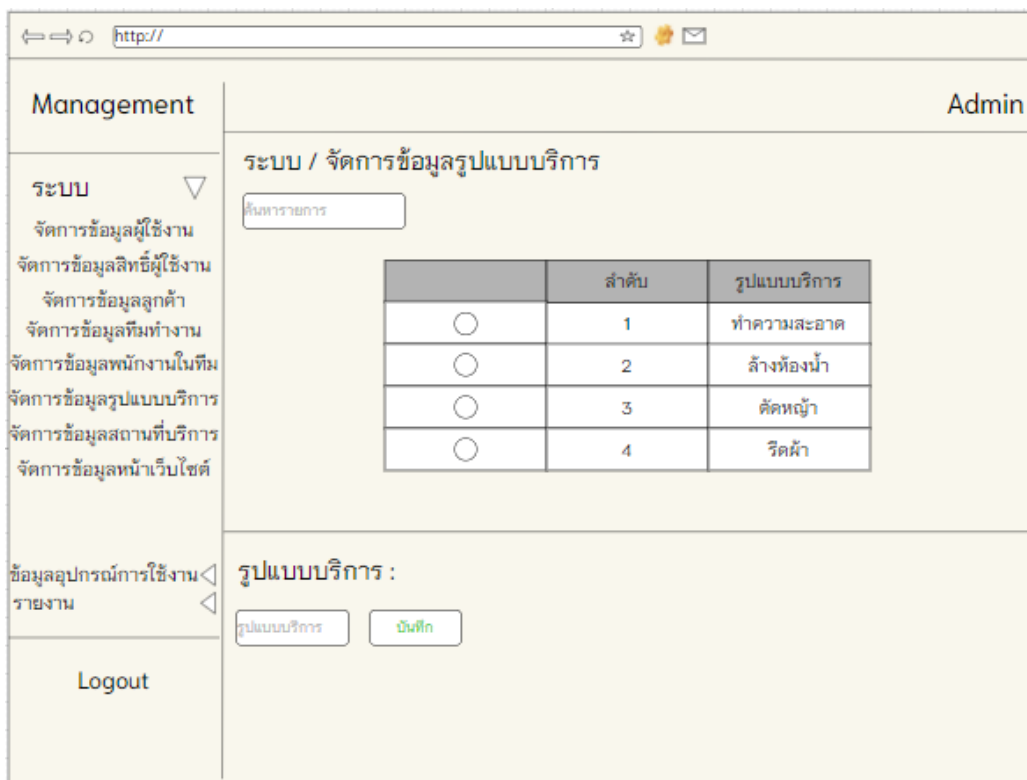 http://
Management
Admin
ระบบ
จัดการข้อมูลผู้ใช้งาน
จัดการข้อมูลสิทธิ์ผู้ใช้งาน
จัดการข้อมูลลูกค้า
จัดการข้อมูลทีมทำงาน
จัดการข้อมูลพนักงานในทีม
จัดการข้อมูลรูปแบบบริการ
จัดการข้อมูลสถานที่บริการ
จัดการข้อมูลหน้าเว็บไซต์
ข้อมูลอุปกรณ์การใช้งาน
รายงาน
Logout
ระบบ / จัดการข้อมูลรูปแบบบริการ
ค้นหารายการ
ลำดับ รูปแบบบริการ
1 ทำความสะอาด
2 ล้างห้องน้ำ
3 ตัดหญ้า
4 รีดผ้า
รูปแบบบริการ :
รูปแบบบริการ บันทึก